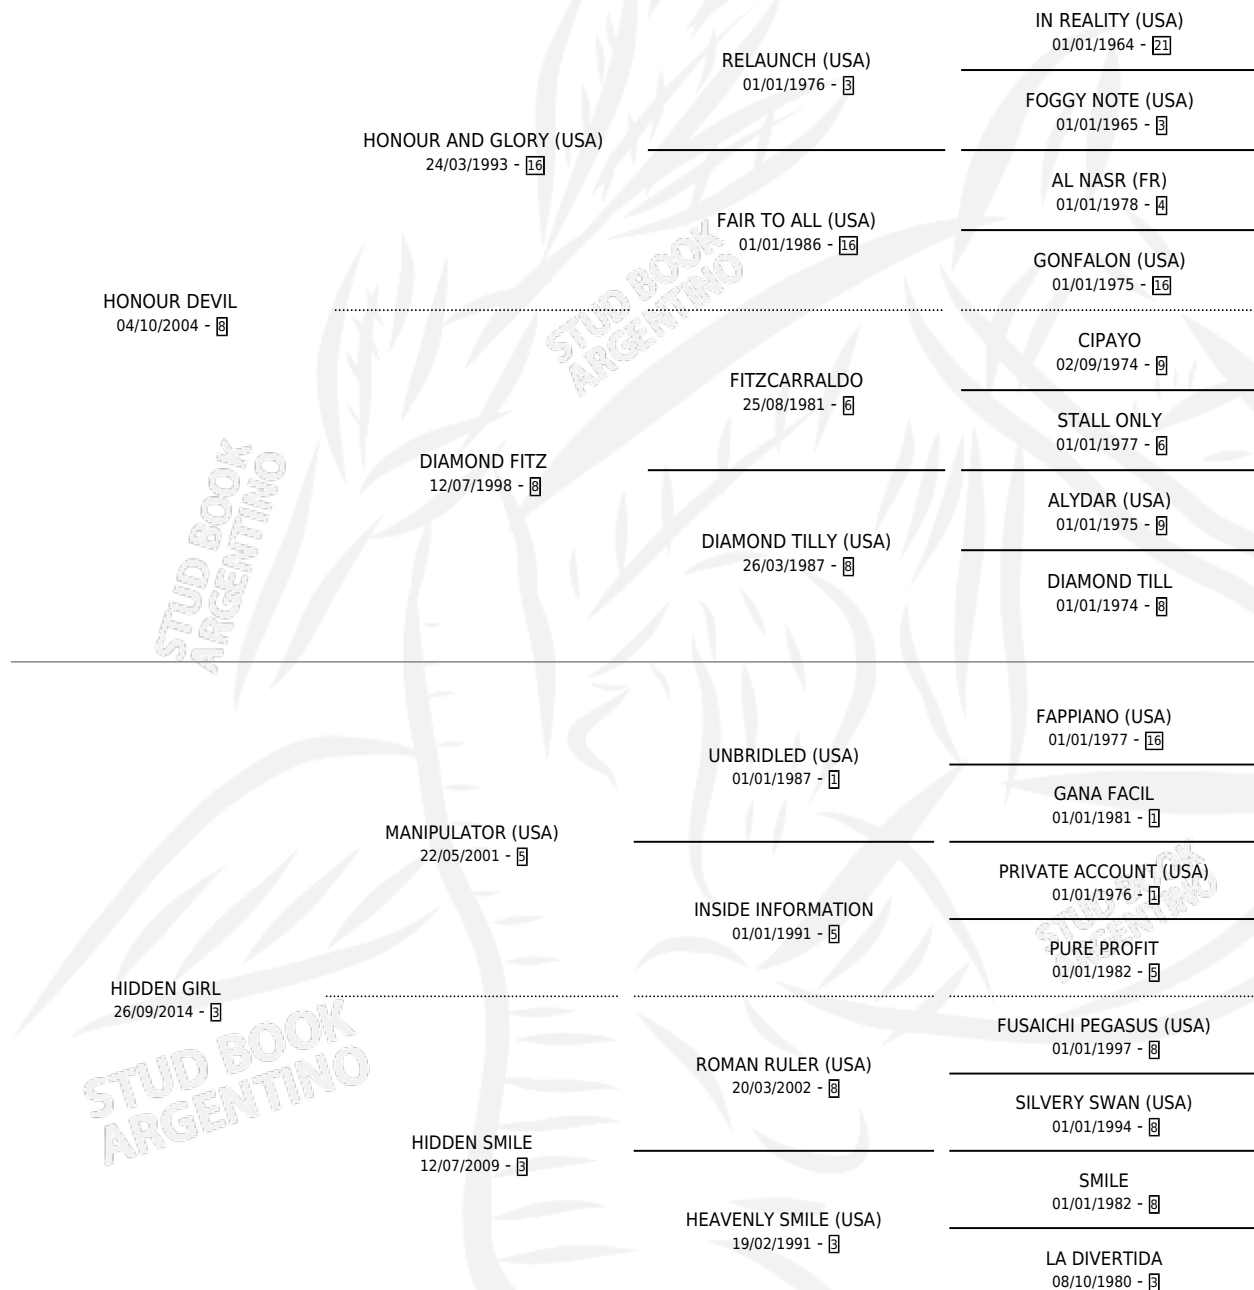 IN REALITY (USA)
01/01/1964 - 21
RELAUNCH (USA)
01/01/1976 - 3
FOGGY NOTE (USA)
01/01/1965 - 3
HONOUR AND GLORY (USA)
24/03/1993 - 16
AL NASR (FR)
01/01/1978 - 4
FAIR TO ALL (USA)
01/01/1986 - 16
GONFALON (USA)
01/01/1975 - 16
HONOUR DEVIL
04/10/2004 - 8
CIPAYO
02/09/1974 - 9
FITZCARRALDO
25/08/1981 - 6
STALL ONLY
01/01/1977 - 6
DIAMOND FITZ
12/07/1998 - 8
ALYDAR (USA)
01/01/1975 - 9
DIAMOND TILLY (USA)
26/03/1987 - 8
DIAMOND TILL
01/01/1974 - 8
FAPPIANO (USA)
01/01/1977 - 16
UNBRIDLED (USA)
01/01/1987 - 1
GANA FACIL
01/01/1981 - 1
MANIPULATOR (USA)
22/05/2001 - 5
PRIVATE ACCOUNT (USA)
01/01/1976 - 1
INSIDE INFORMATION
01/01/1991 - 5
PURE PROFIT
01/01/1982 - 5
HIDDEN GIRL
26/09/2014 - 3
FUSAICHI PEGASUS (USA)
01/01/1997 - 8
ROMAN RULER (USA)
20/03/2002 - 8
SILVERY SWAN (USA)
01/01/1994 - 8
HIDDEN SMILE
12/07/2009 - 3
SMILE
01/01/1982 - 8
HEAVENLY SMILE (USA)
19/02/1991 - 3
LA DIVERTIDA
08/10/1980 - 3
STUD BOOK
ARGENTINO
STUD BOOK
ARGENTINO
STUD BOOK
ARGENTINO
STUD BOOK
ARGENTINO